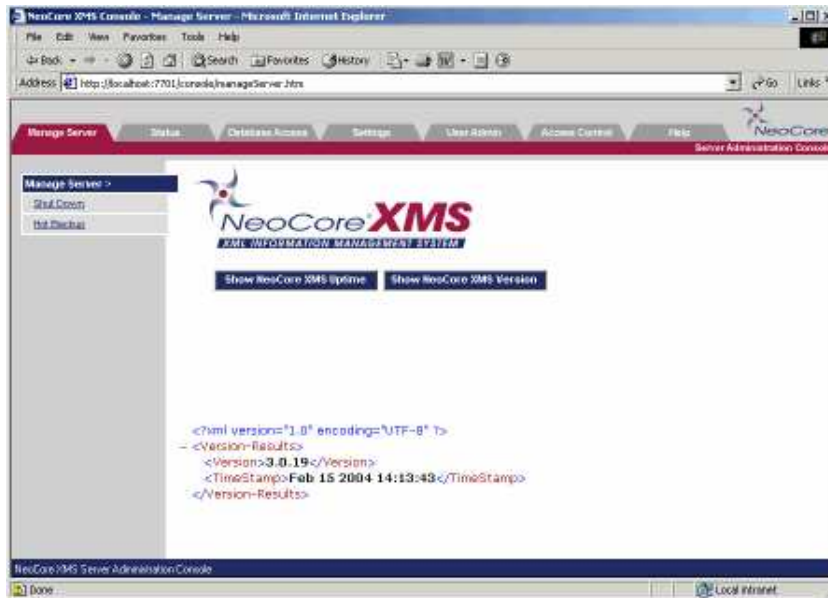 NeoCore XMS Console - Manage Server - Microsoft Internet Explorer
File Edit View Favorites Tools Help
Back Search Favorites History
Address http://localhost:7701/console/manageServer.htm Go Links
Manage Server Status Database Access Settings User Admin Access Control Help NeoCore
Server Administration Console
Manage Server >
Shut Down
Hot Backup
NeoCore XMS
XML INFORMATION MANAGEMENT SYSTEM
Show NeoCore XMS Uptime Show NeoCore XMS Version
<?xml version="1.0" encoding="UTF-8" ?>
- <Version-Results>
<Version>3.0.19</Version>
<TimeStamp>Feb 15 2004 14:13:43</TimeStamp>
</Version-Results>
NeoCore XMS Server Administration Console
Done Local intranet